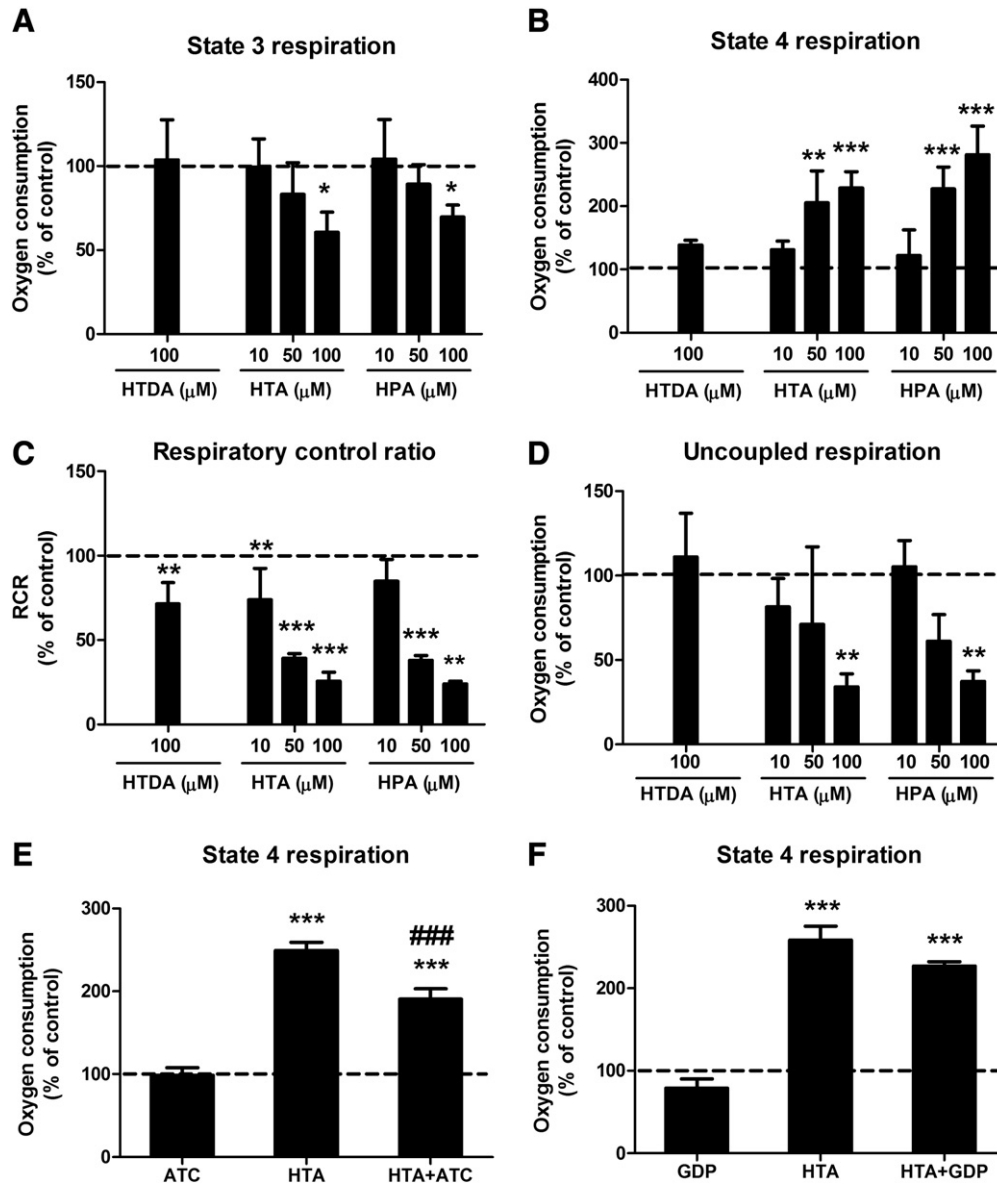 A
State 3 respiration
Oxygen consumption
(% of control)
150
100
50
0
*
*
100
10 50 100
10 50 100
HTDA (μM)
HTA (μM)
HPA (μM)
B
State 4 respiration
Oxygen consumption
(% of control)
400
300
200
100
0
**
***
***
***
100
10 50 100
10 50 100
HTDA (μM)
HTA (μM)
HPA (μM)
C
Respiratory control ratio
RCR
(% of control)
150
100
50
0
**
**
***
***
***
**
100
10 50 100
10 50 100
HTDA (μM)
HTA (μM)
HPA (μM)
D
Uncoupled respiration
Oxygen consumption
(% of control)
150
100
50
0
**
**
100
10 50 100
10 50 100
HTDA (μM)
HTA (μM)
HPA (μM)
E
State 4 respiration
Oxygen consumption
(% of control)
300
200
100
0
***
###
***
ATC
HTA
HTA+ATC
F
State 4 respiration
Oxygen consumption
(% of control)
300
200
100
0
***
***
GDP
HTA
HTA+GDP